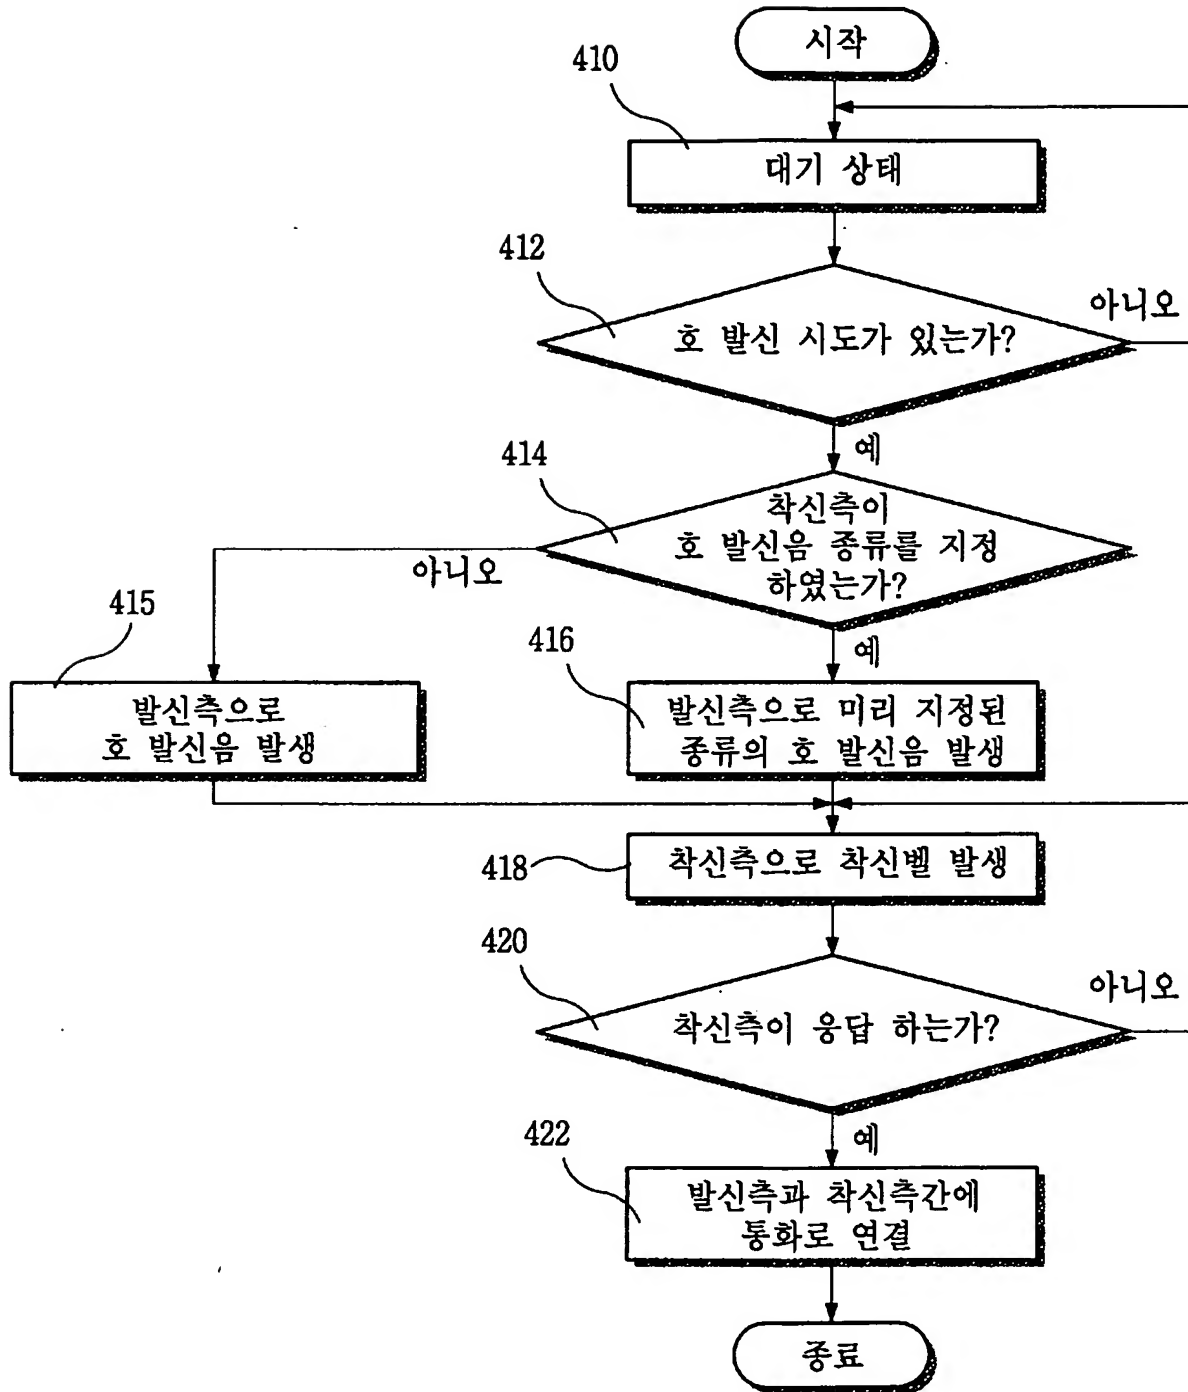 시작
410
대기 상태
412
호 발신 시도가 있는가?
아니오
예
414
착신측이
호 발신음 종류를 지정
하였는가?
아니오
415
예
416
발신측으로
호 발신음 발생
발신측으로 미리 지정된
종류의 호 발신음 발생
418
착신측으로 착신벨 발생
420
착신측이 응답 하는가?
아니오
예
422
발신측과 착신측간에
통화로 연결
종료